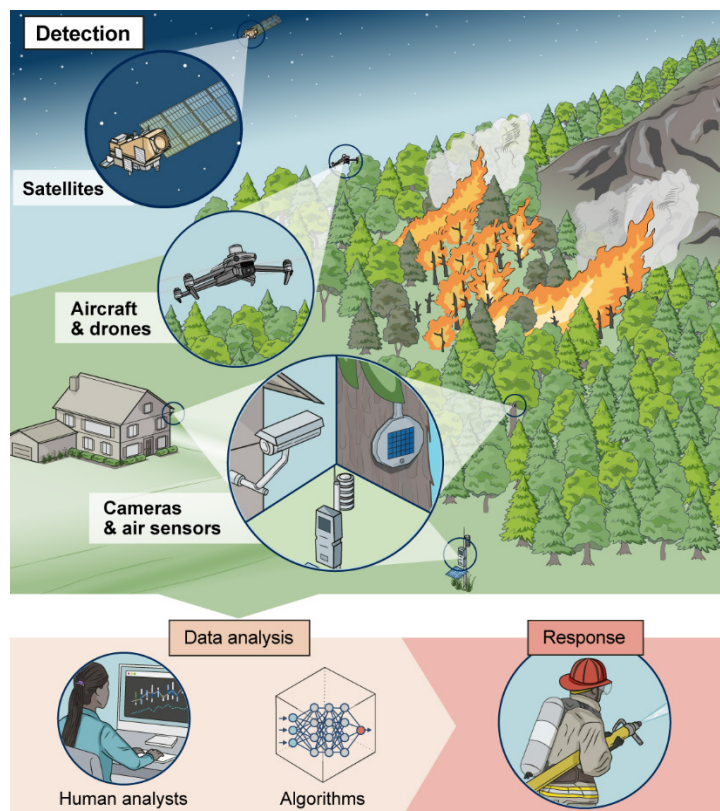 Detection
Satellites
Aircraft
& drones
Cameras
& air sensors
Data analysis
Response
Human analysts
Algorithms